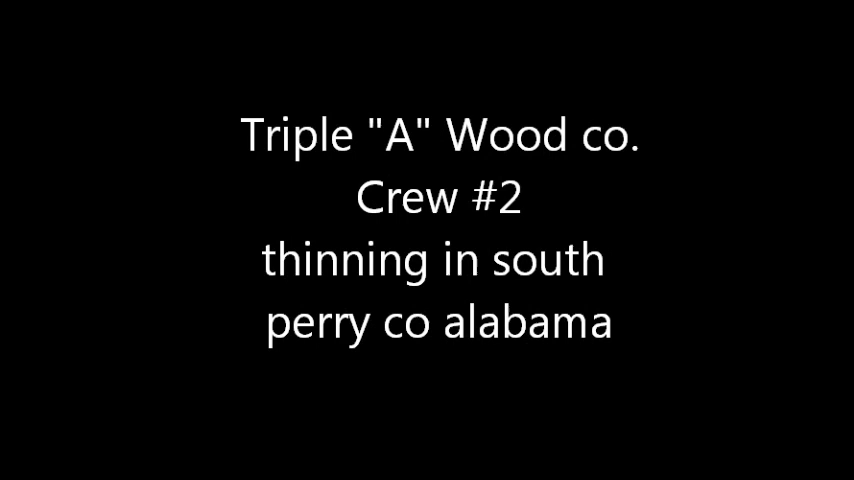 Triple "A" Wood co.
Crew #2
thinning in south
perry co alabama